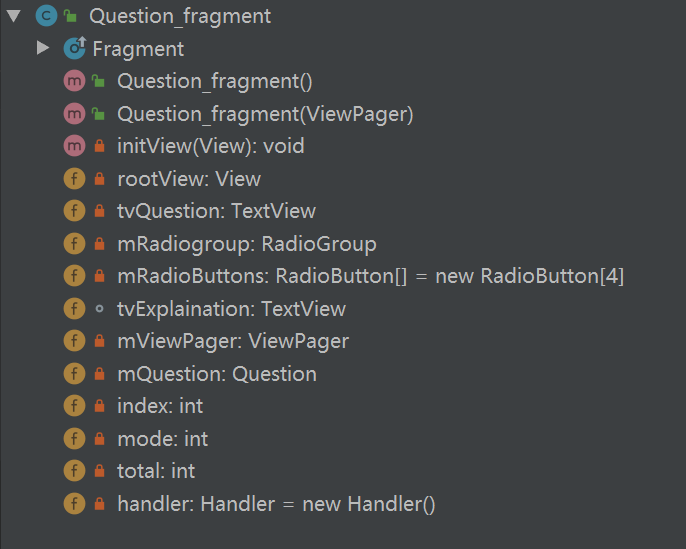 C Question_fragment
O Fragment
m Question_fragment()
m Question_fragment(ViewPager)
m initView(View): void
f rootView: View
f tvQuestion: TextView
f mRadiogroup: RadioGroup
f mRadioButtons: RadioButton[] = new RadioButton[4]
f tvExplaination: TextView
f mViewPager: ViewPager
f mQuestion: Question
f index: int
f mode: int
f total: int
f handler: Handler = new Handler()